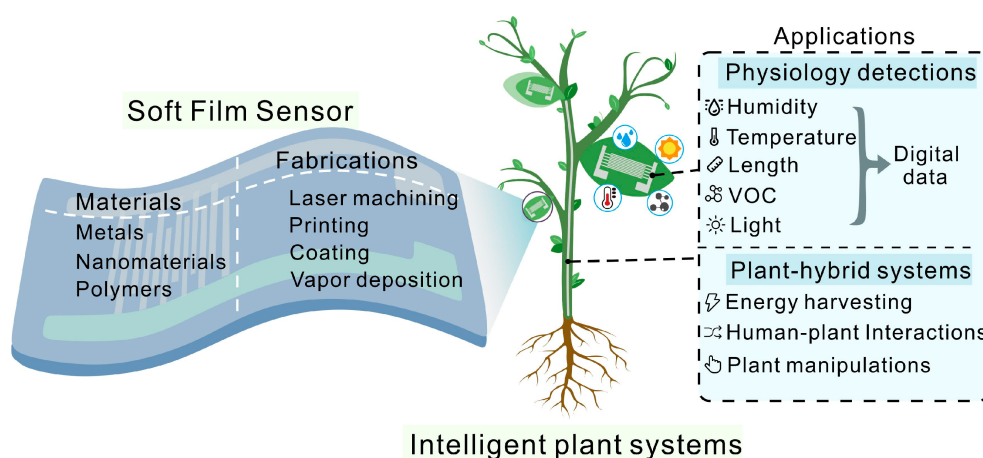 Soft Film Sensor
Materials
Metals
Nanomaterials
Polymers
Fabrications
Laser machining
Printing
Coating
Vapor deposition
Intelligent plant systems
Applications
Physiology detections
Humidity
Temperature
Length
VOC
Light
Digital
data
Plant-hybrid systems
Energy harvesting
Human-plant Interactions
Plant manipulations